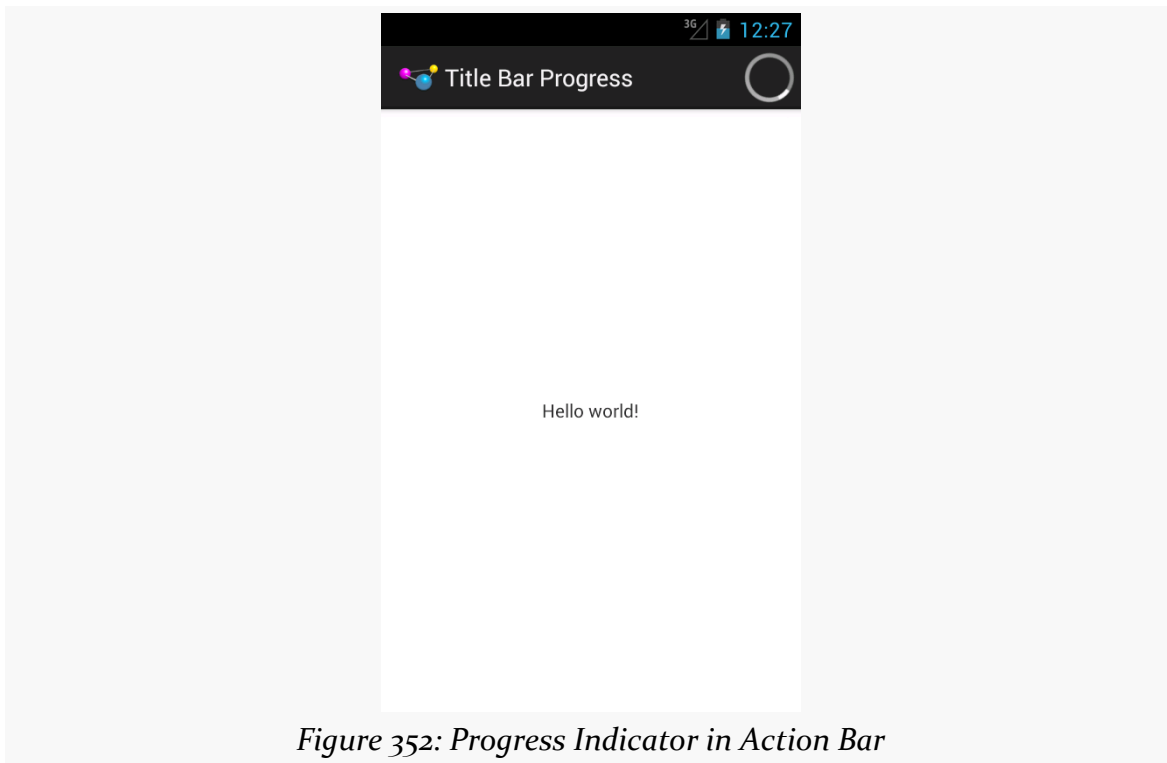 3G 12:27
Title Bar Progress
Hello world!
Figure 352: Progress Indicator in Action Bar